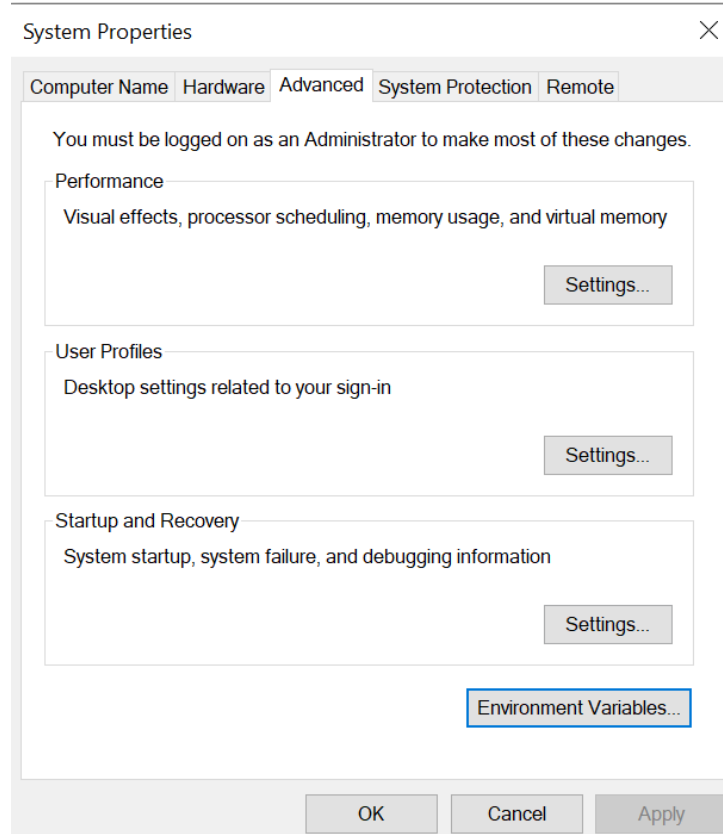 System Properties
Computer Name Hardware Advanced System Protection Remote
You must be logged on as an Administrator to make most of these changes.
Performance
Visual effects, processor scheduling, memory usage, and virtual memory
Settings...
User Profiles
Desktop settings related to your sign-in
Settings...
Startup and Recovery
System startup, system failure, and debugging information
Settings...
Environment Variables...
OK Cancel Apply